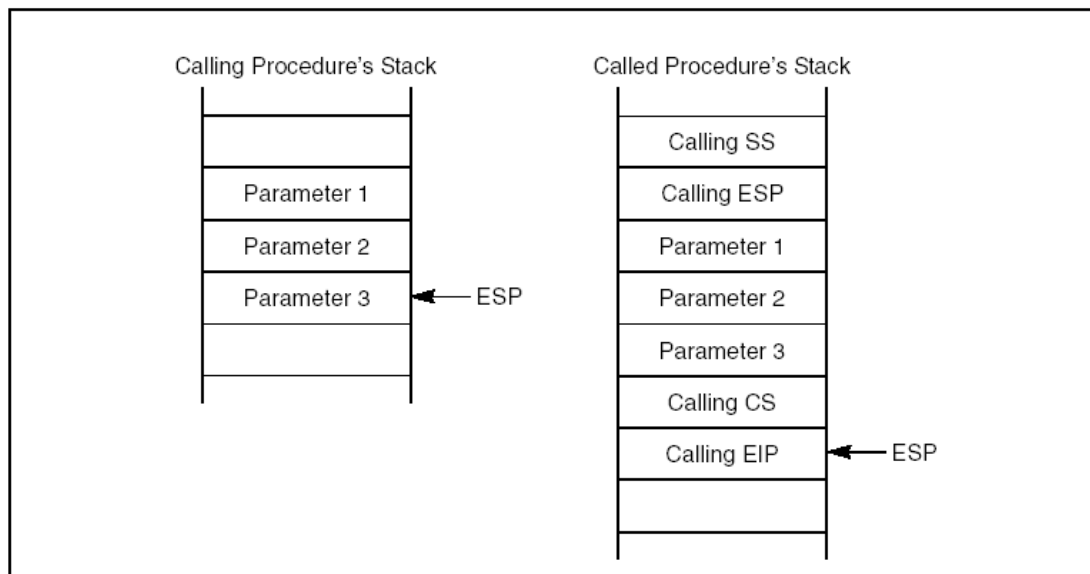 Calling Procedure's Stack
Parameter 1
Parameter 2
Parameter 3
ESP
Called Procedure's Stack
Calling SS
Calling ESP
Parameter 1
Parameter 2
Parameter 3
Calling CS
Calling EIP
ESP